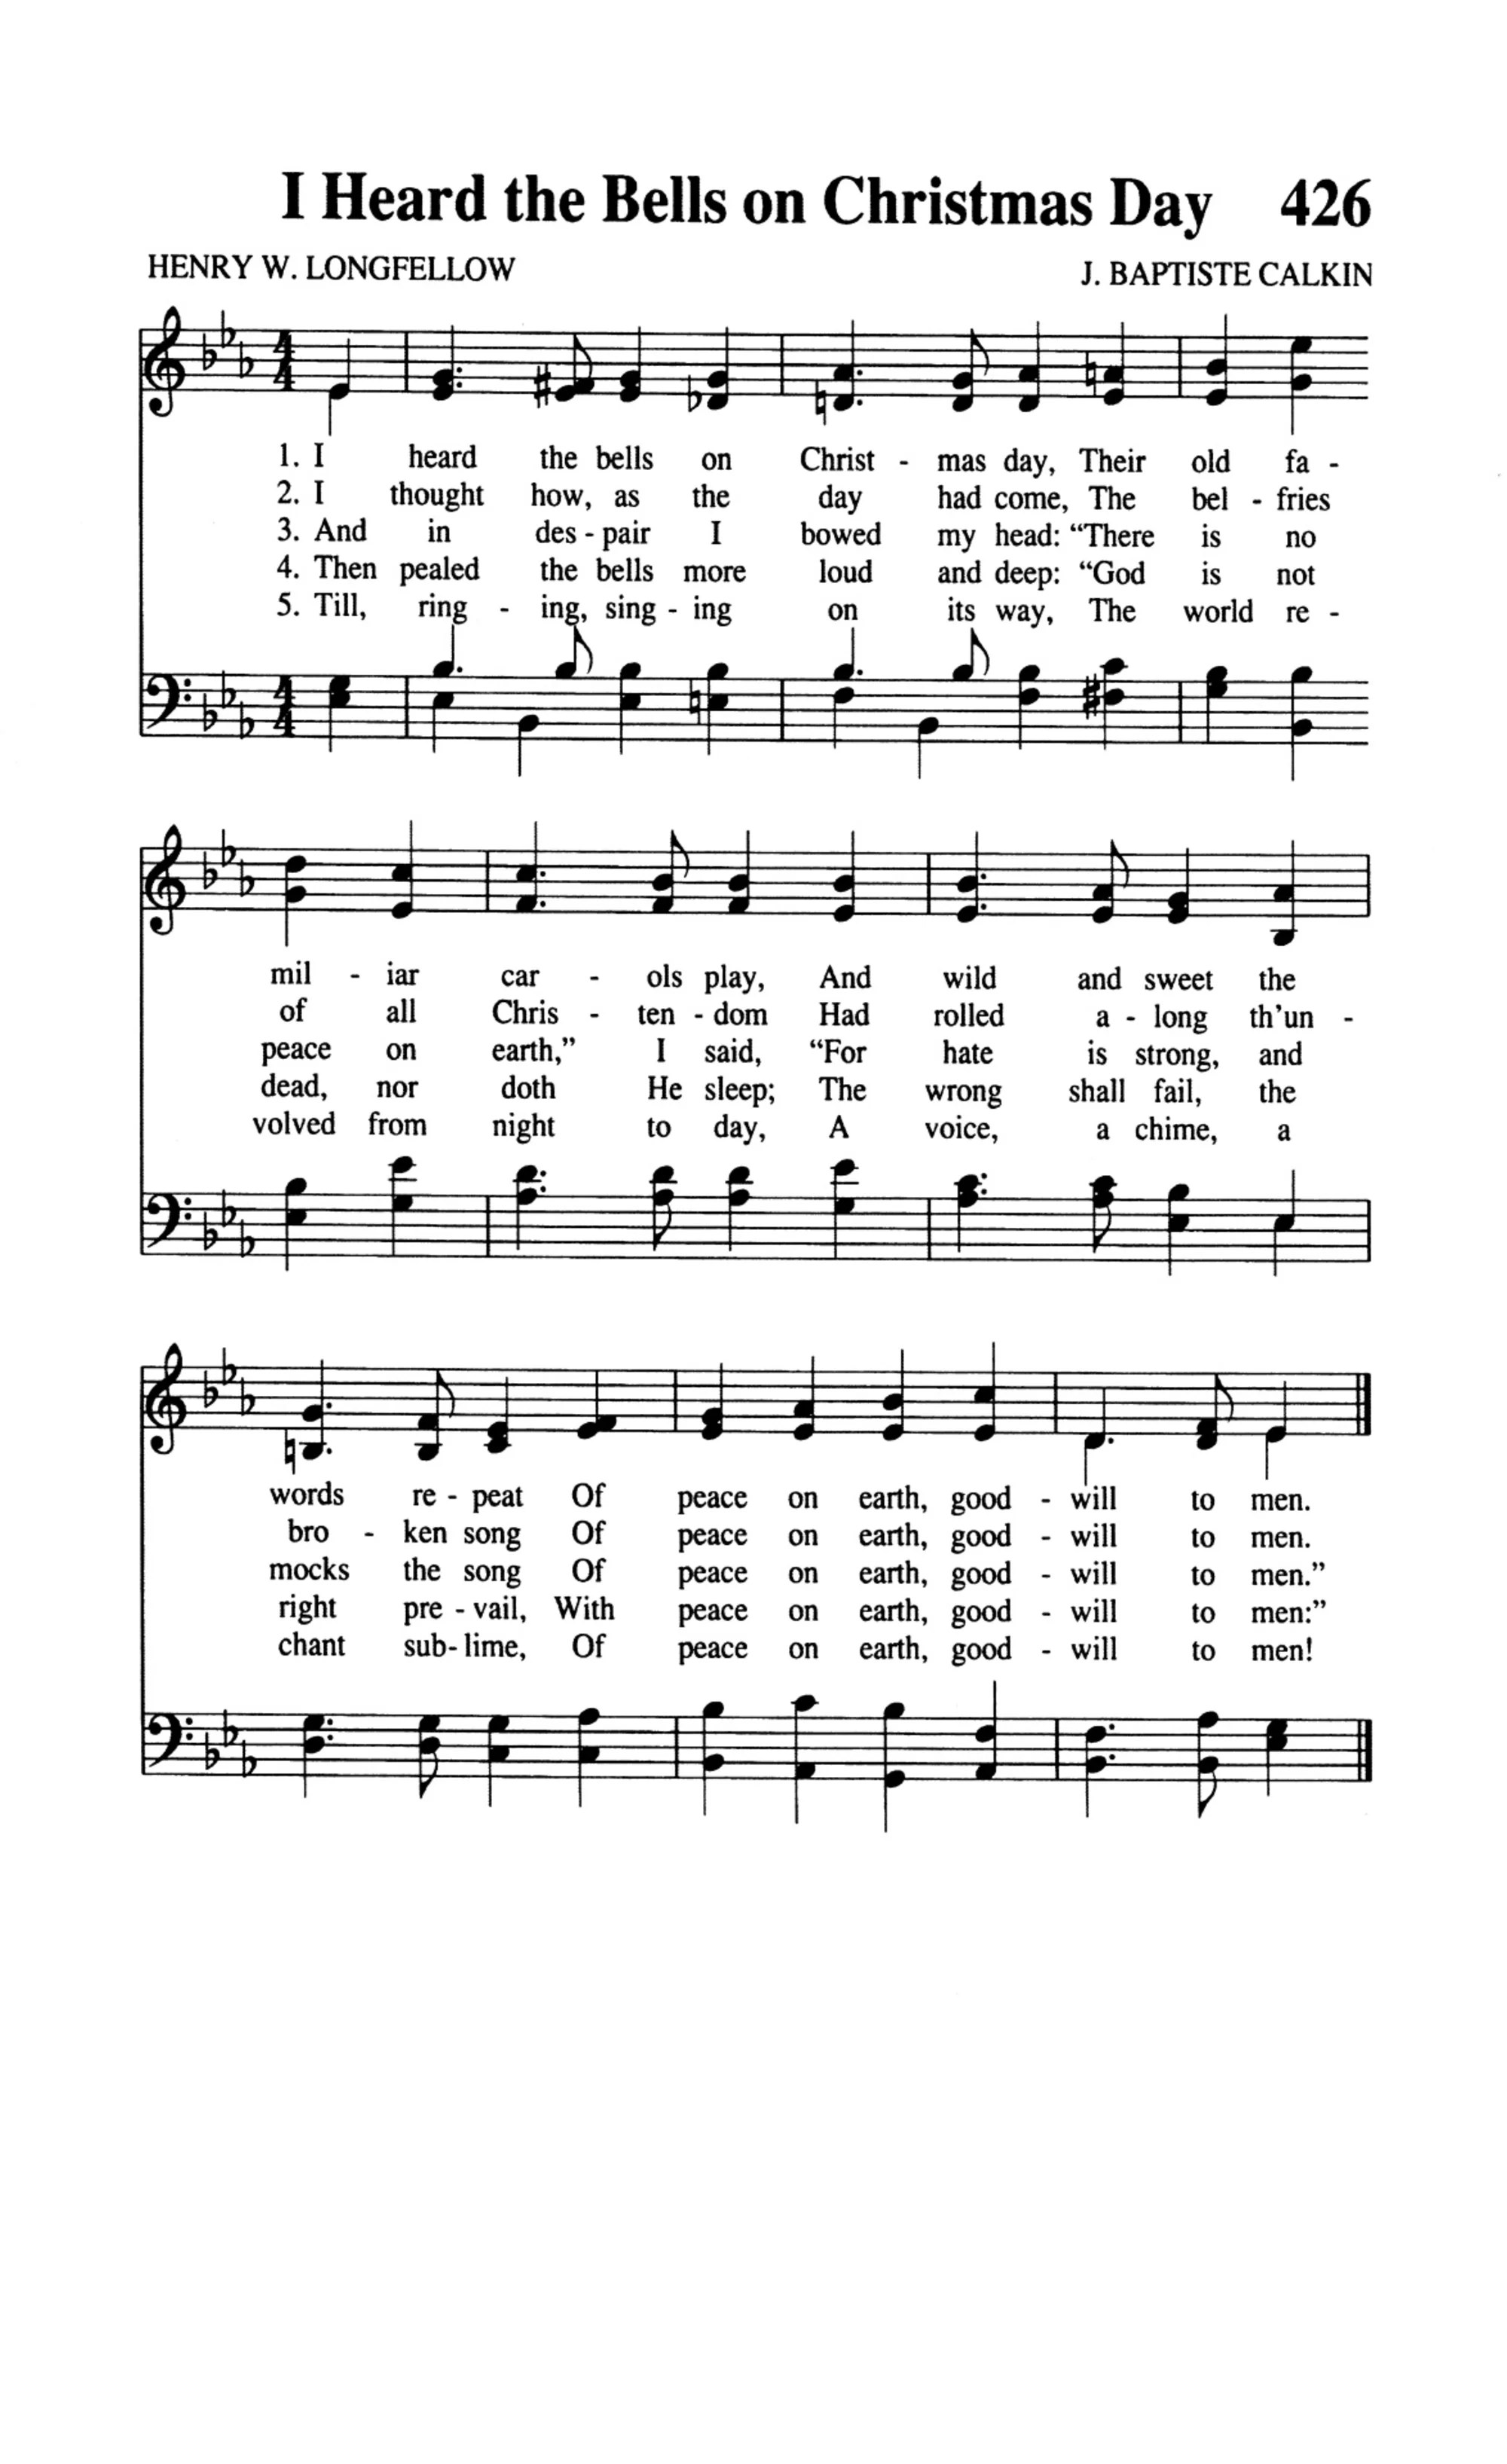 I Heard the Bells on Christmas Day 426
HENRY W. LONGFELLOW J. BAPTISTE CALKIN
4 4
1. I heard the bells on Christ - mas day, Their old fa -
2. I thought how, as the day had come, The bel - fries
3. And in des - pair I bowed my head: “There is no
4. Then pealed the bells more loud and deep: “God is not
5. Till, ring - ing, sing - ing on its way, The world re -
4 4
mil - iar car - ols play, And wild and sweet the
of all Chris - ten - dom Had rolled a - long th’un -
peace on earth,” I said, “For hate is strong, and
dead, nor doth He sleep; The wrong shall fail, the
volved from night to day, A voice, a chime, a
words re - peat Of peace on earth, good - will to men.
bro - ken song Of peace on earth, good - will to men.
mocks the song Of peace on earth, good - will to men.”
right pre - vail, With peace on earth, good - will to men:”
chant sub - lime, Of peace on earth, good - will to men!